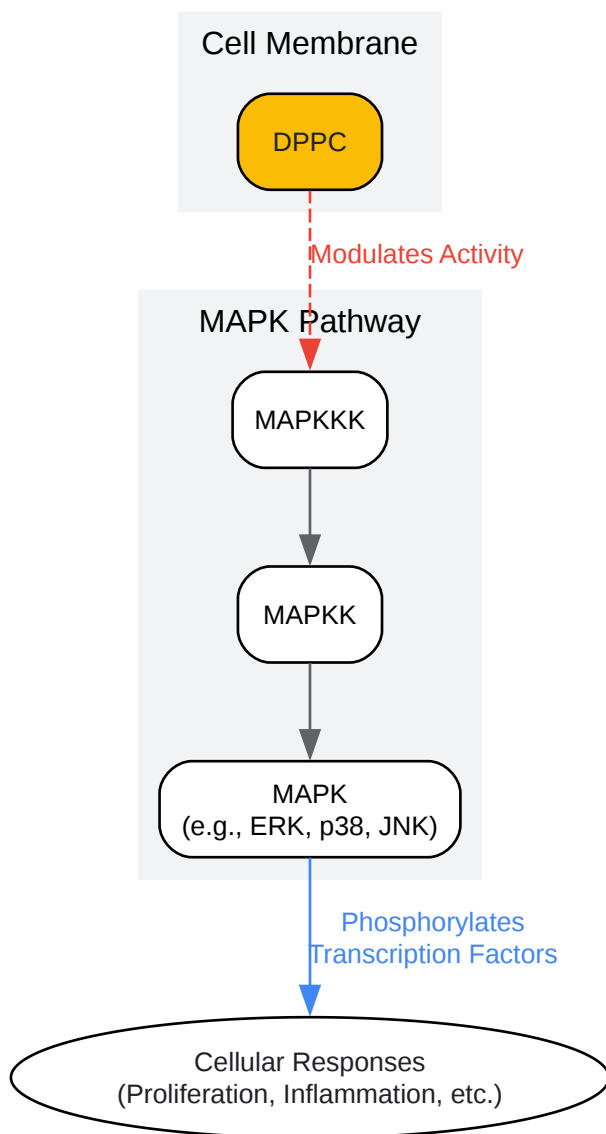 Cell Membrane
DPPC
Modulates Activity
MAPK Pathway
MAPKKK
MAPKK
MAPK
(e.g., ERK, p38, JNK)
Phosphorylates
Transcription Factors
Cellular Responses
(Proliferation, Inflammation, etc.)